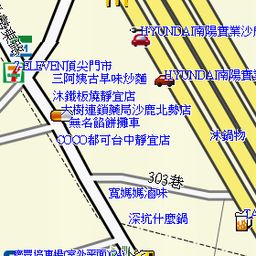 HYUNDAI南陽實業沙鹿
7-ELEVEN頂尖門市
三阿姨古早味炒麵
HYUNDAI南陽實
沐鐵板燒靜宜店
大樹連鎖藥局沙鹿北勢店
無名餡餅攤車
冰鍋物
都可台中靜宜店
303巷
寬媽媽滷味
深坑什麼鍋